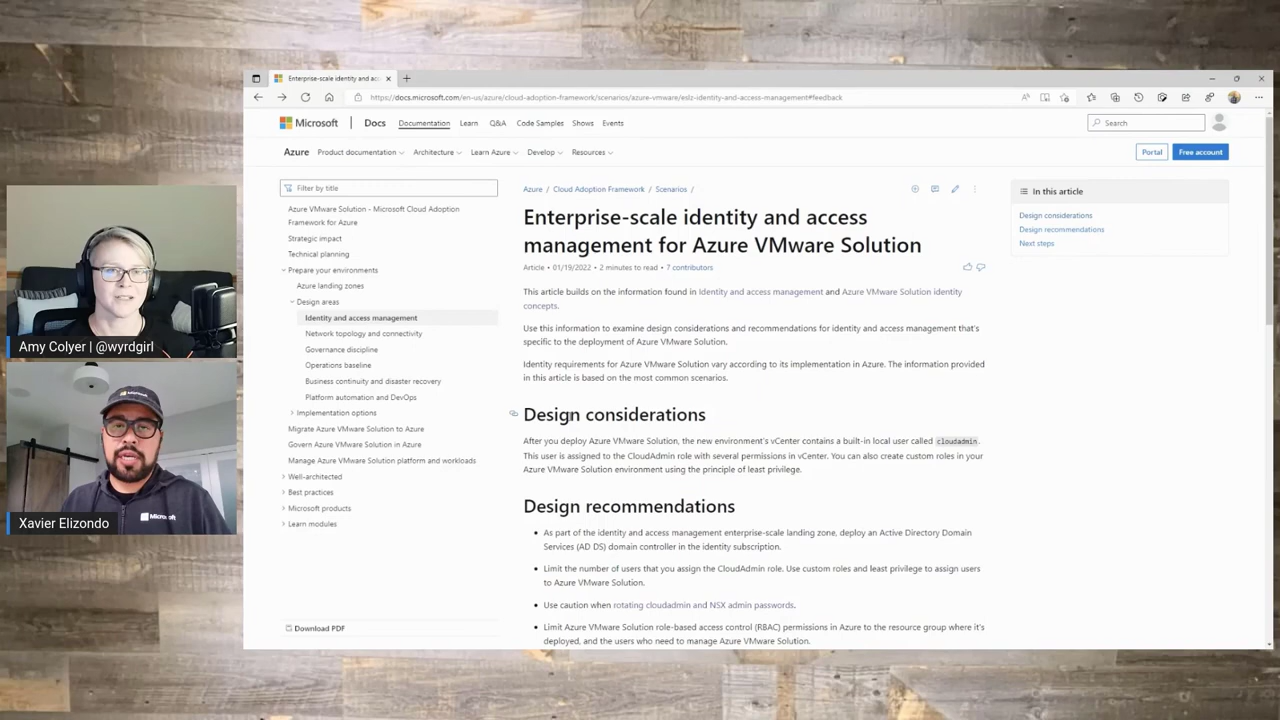 Enterprise-scale identity and acc
https://docs.microsoft.com/en-us/azure/cloud-adoption-framework/scenarios/azure-vmware/eslz-identity-and-access-management#feedback
Microsoft | Docs Documentation Learn Q&A Code Samples Shows Events
Search
Azure Product documentation Architecture Learn Azure Develop Resources
Portal Free account
Filter by title
Azure VMware Solution - Microsoft Cloud Adoption
Framework for Azure
Strategic impact
Technical planning
Prepare your environments
Azure landing zones
Design areas
Identity and access management
Network topology and connectivity
Governance discipline
Operations baseline
Business continuity and disaster recovery
Platform automation and DevOps
Implementation options
Migrate Azure VMware Solution to Azure
Govern Azure VMware Solution in Azure
Manage Azure VMware Solution platform and workloads
Well-architected
Best practices
Microsoft products
Learn modules
Download PDF
Azure / Cloud Adoption Framework / Scenarios /
Enterprise-scale identity and access
management for Azure VMware Solution
Article • 01/19/2022 • 2 minutes to read • 7 contributors
This article builds on the information found in Identity and access management and Azure VMware Solution identity
concepts.
Use this information to examine design considerations and recommendations for identity and access management that's
specific to the deployment of Azure VMware Solution.
Identity requirements for Azure VMware Solution vary according to its implementation in Azure. The information provided
in this article is based on the most common scenarios.
Design considerations
After you deploy Azure VMware Solution, the new environment's vCenter contains a built-in local user called cloudadmin.
This user is assigned to the CloudAdmin role with several permissions in vCenter. You can also create custom roles in your
Azure VMware Solution environment using the principle of least privilege.
Design recommendations
• As part of the identity and access management enterprise-scale landing zone, deploy an Active Directory Domain
Services (AD DS) domain controller in the identity subscription.
• Limit the number of users that you assign the CloudAdmin role. Use custom roles and least privilege to assign users
to Azure VMware Solution.
• Use caution when rotating cloudadmin and NSX admin passwords.
• Limit Azure VMware Solution role-based access control (RBAC) permissions in Azure to the resource group where it's
deployed, and the users who need to manage Azure VMware Solution.
In this article
Design considerations
Design recommendations
Next steps
Amy Colyer | @wyrdgirl
Microsoft
Xavier Elizondo